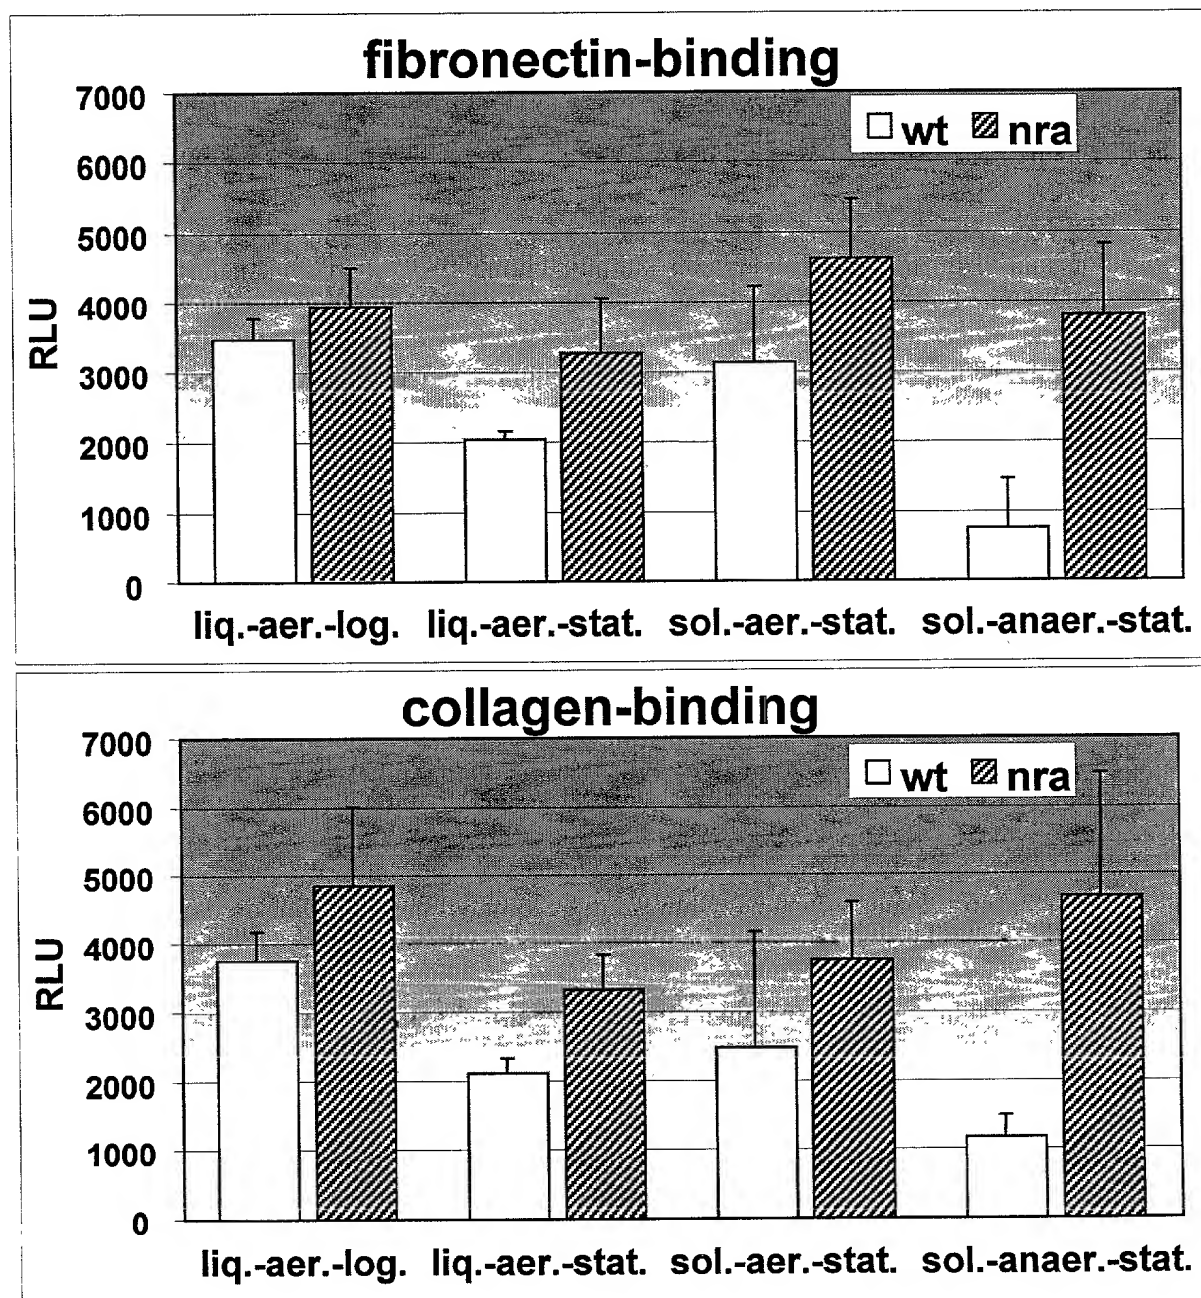 fibronectin-binding
7000
wt nra
6000
5000
4000
RLU
3000
2000
1000
0
liq.-aer.-log. liq.-aer.-stat. sol.-aer.-stat. sol.-anaer.-stat.
collagen-binding
7000
wt nra
6000
5000
4000
RLU
3000
2000
1000
0
liq.-aer.-log. liq.-aer.-stat. sol.-aer.-stat. sol.-anaer.-stat.